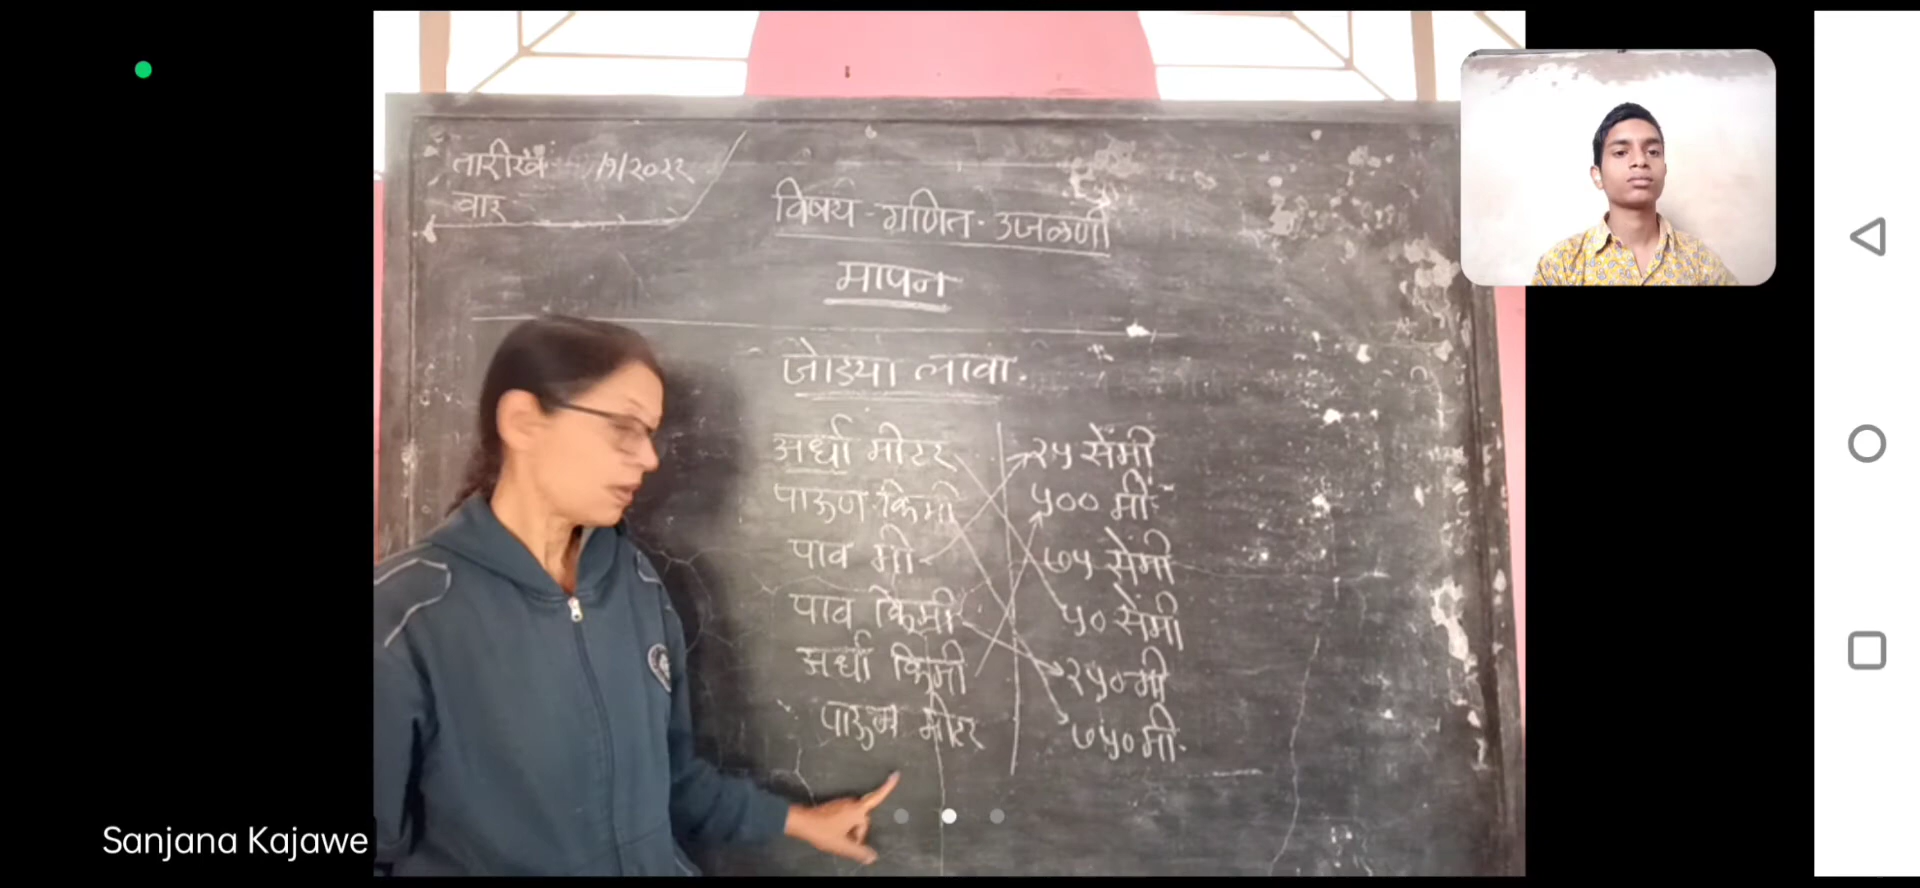 तारीख /१/२०२२
वार
विषय - गणित - उजळणी
मापन
जोड्या लावा.
अर्धा मीटर २५ सेंमी
पाऊण किमी ५०० मी.
पाव मी ७५ सेंमी
पाव किमी ५० सेंमी
अर्धा किमी २५० मी
पाऊण मीटर ७५० मी.
Sanjana Kajawe